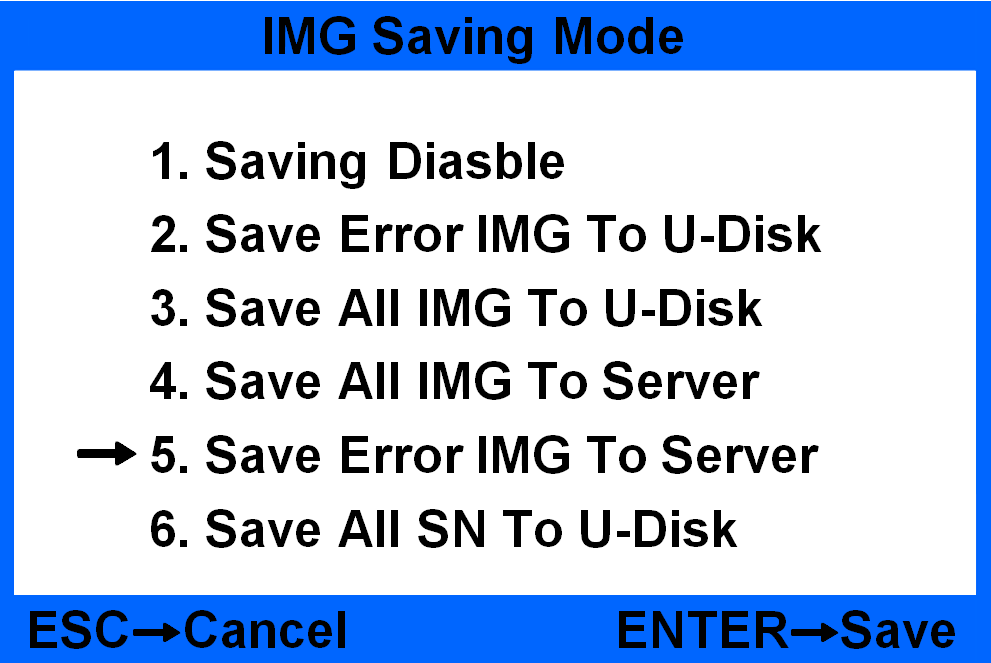 IMG Saving Mode
1. Saving Diasble
2. Save Error IMG To U-Disk
3. Save All IMG To U-Disk
4. Save All IMG To Server
→ 5. Save Error IMG To Server
6. Save All SN To U-Disk
ESC→Cancel ENTER→Save